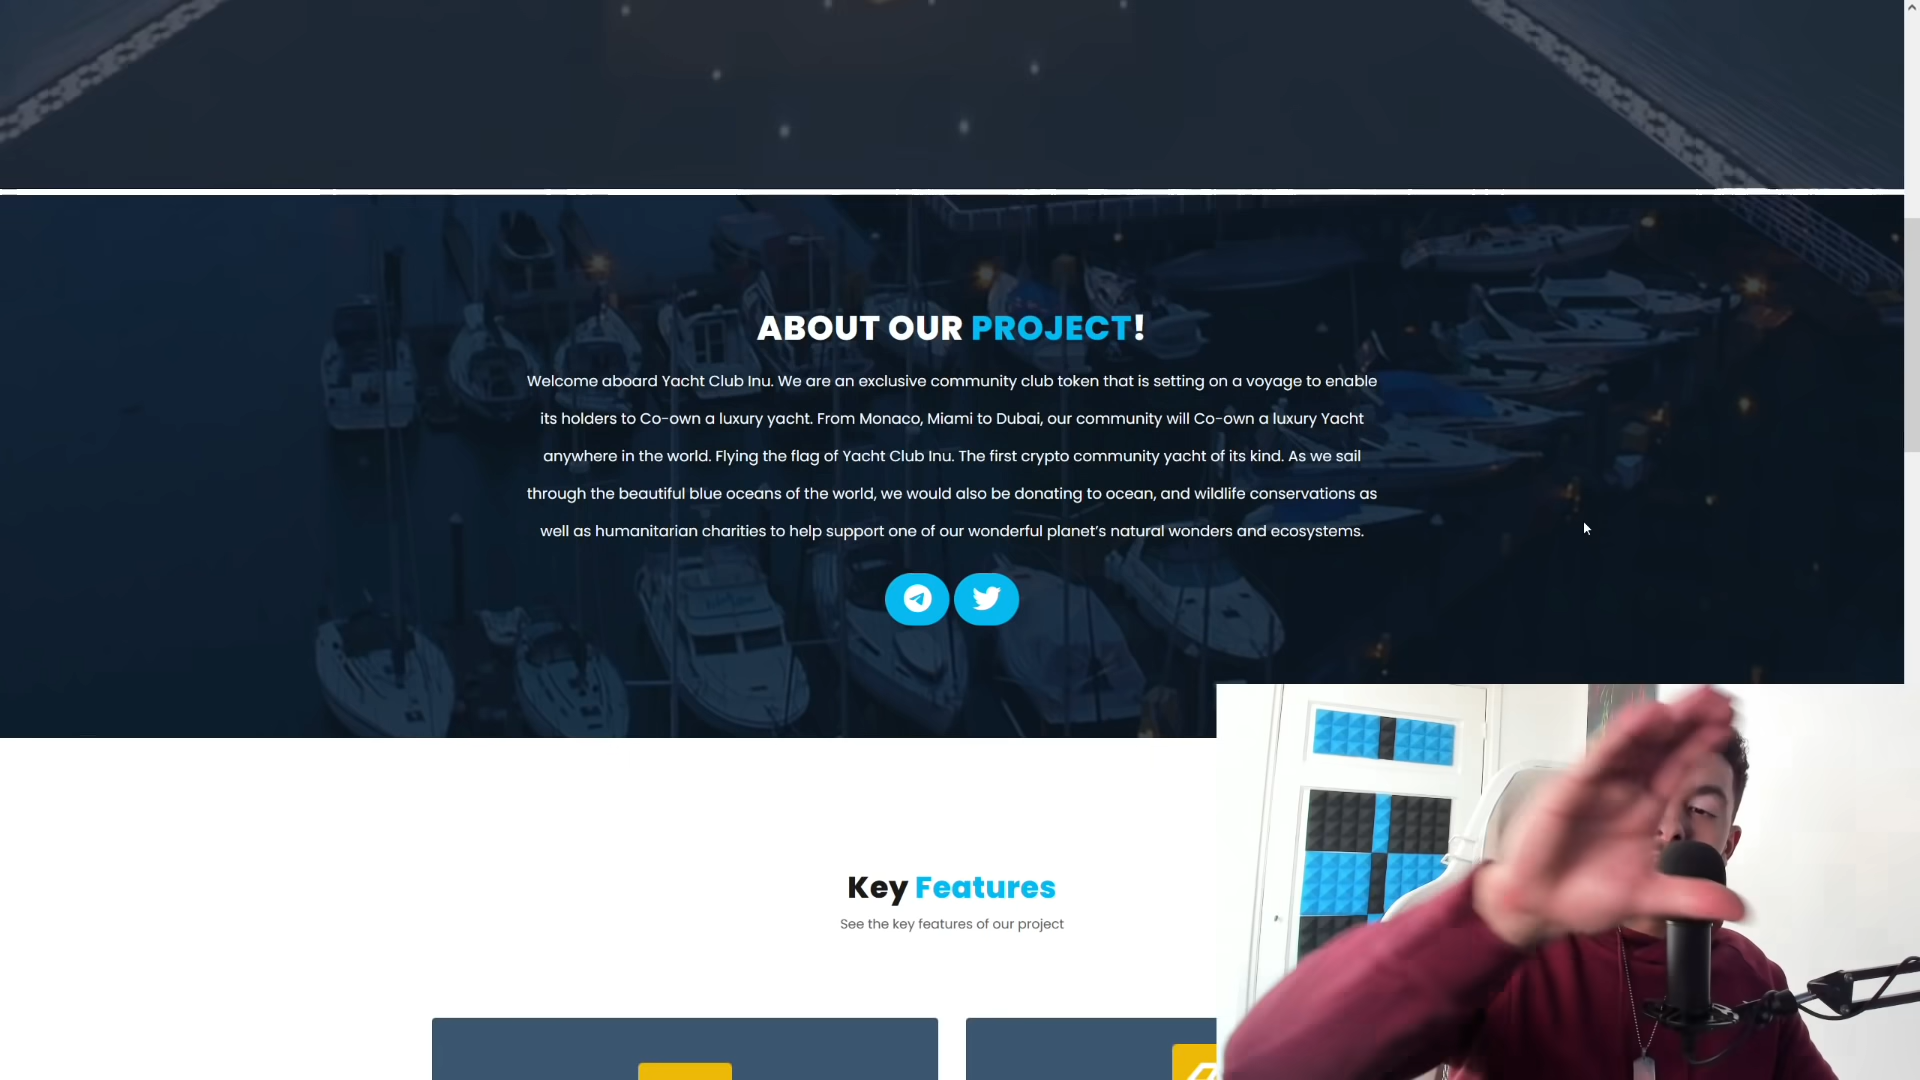 ABOUT OUR PROJECT!
Welcome aboard Yacht Club Inu. We are an exclusive community club token that is setting on a voyage to enable
its holders to Co-own a luxury yacht. From Monaco, Miami to Dubai, our community will Co-own a luxury Yacht
anywhere in the world. Flying the flag of Yacht Club Inu. The first crypto community yacht of its kind. As we sail
through the beautiful blue oceans of the world, we would also be donating to ocean, and wildlife conservations as
well as humanitarian charities to help support one of our wonderful planet's natural wonders and ecosystems.
Key Features
See the key features of our project